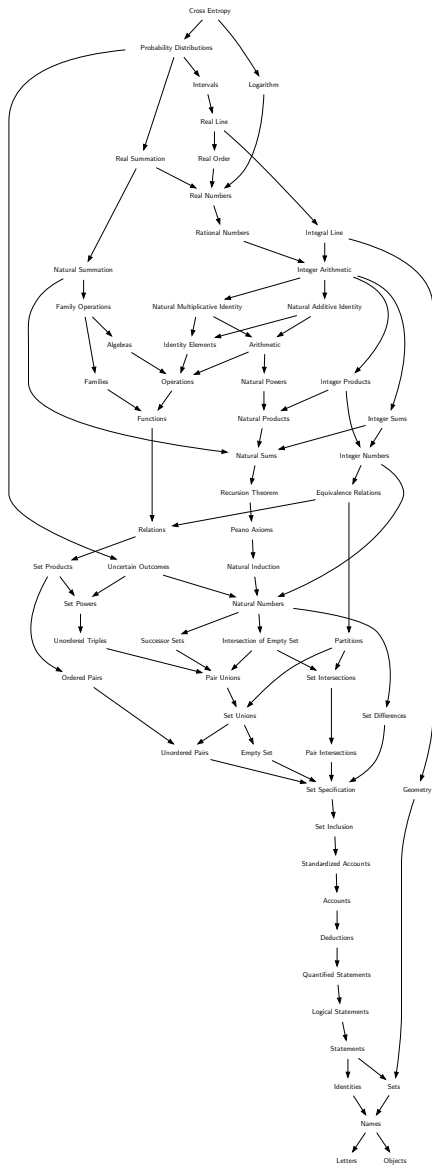 Cross Entropy
Probability Distributions
Intervals
Logarithm
Real Line
Real Summation
Real Order
Real Numbers
Rational Numbers
Integral Line
Natural Summation
Integer Arithmetic
Family Operations
Natural Multiplicative Identity
Natural Additive Identity
Algebras
Identity Elements
Arithmetic
Families
Operations
Natural Powers
Integer Products
Functions
Natural Products
Integer Sums
Natural Sums
Integer Numbers
Recursion Theorem
Equivalence Relations
Relations
Peano Axioms
Set Products
Uncertain Outcomes
Natural Induction
Set Powers
Natural Numbers
Unordered Triples
Successor Sets
Intersection of Empty Set
Partitions
Ordered Pairs
Pair Unions
Set Intersections
Set Unions
Set Differences
Unordered Pairs
Empty Set
Pair Intersections
Set Specification
Geometry
Set Inclusion
Standardized Accounts
Accounts
Deductions
Quantified Statements
Logical Statements
Statements
Identities
Sets
Names
Letters
Objects